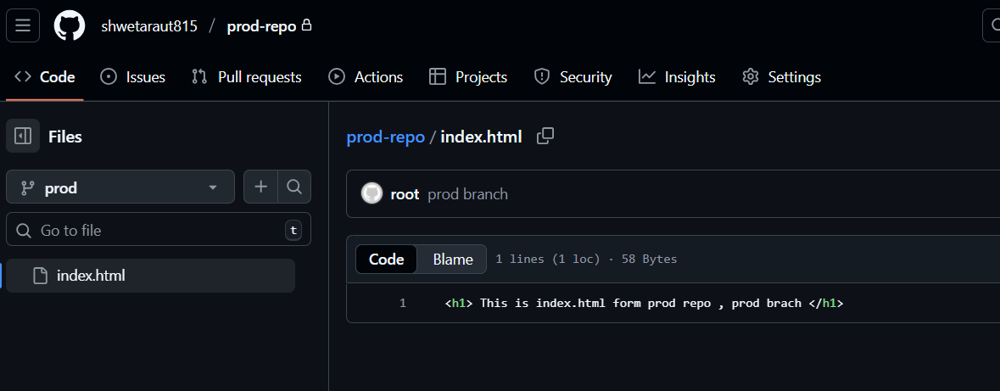 shwetaraut815 / prod-repo
Code Issues Pull requests Actions Projects Security Insights Settings
Files
prod
Go to file t
index.html
prod-repo / index.html
root prod branch
Code Blame 1 lines (1 loc) · 58 Bytes
1 <h1> This is index.html form prod repo , prod brach </h1>